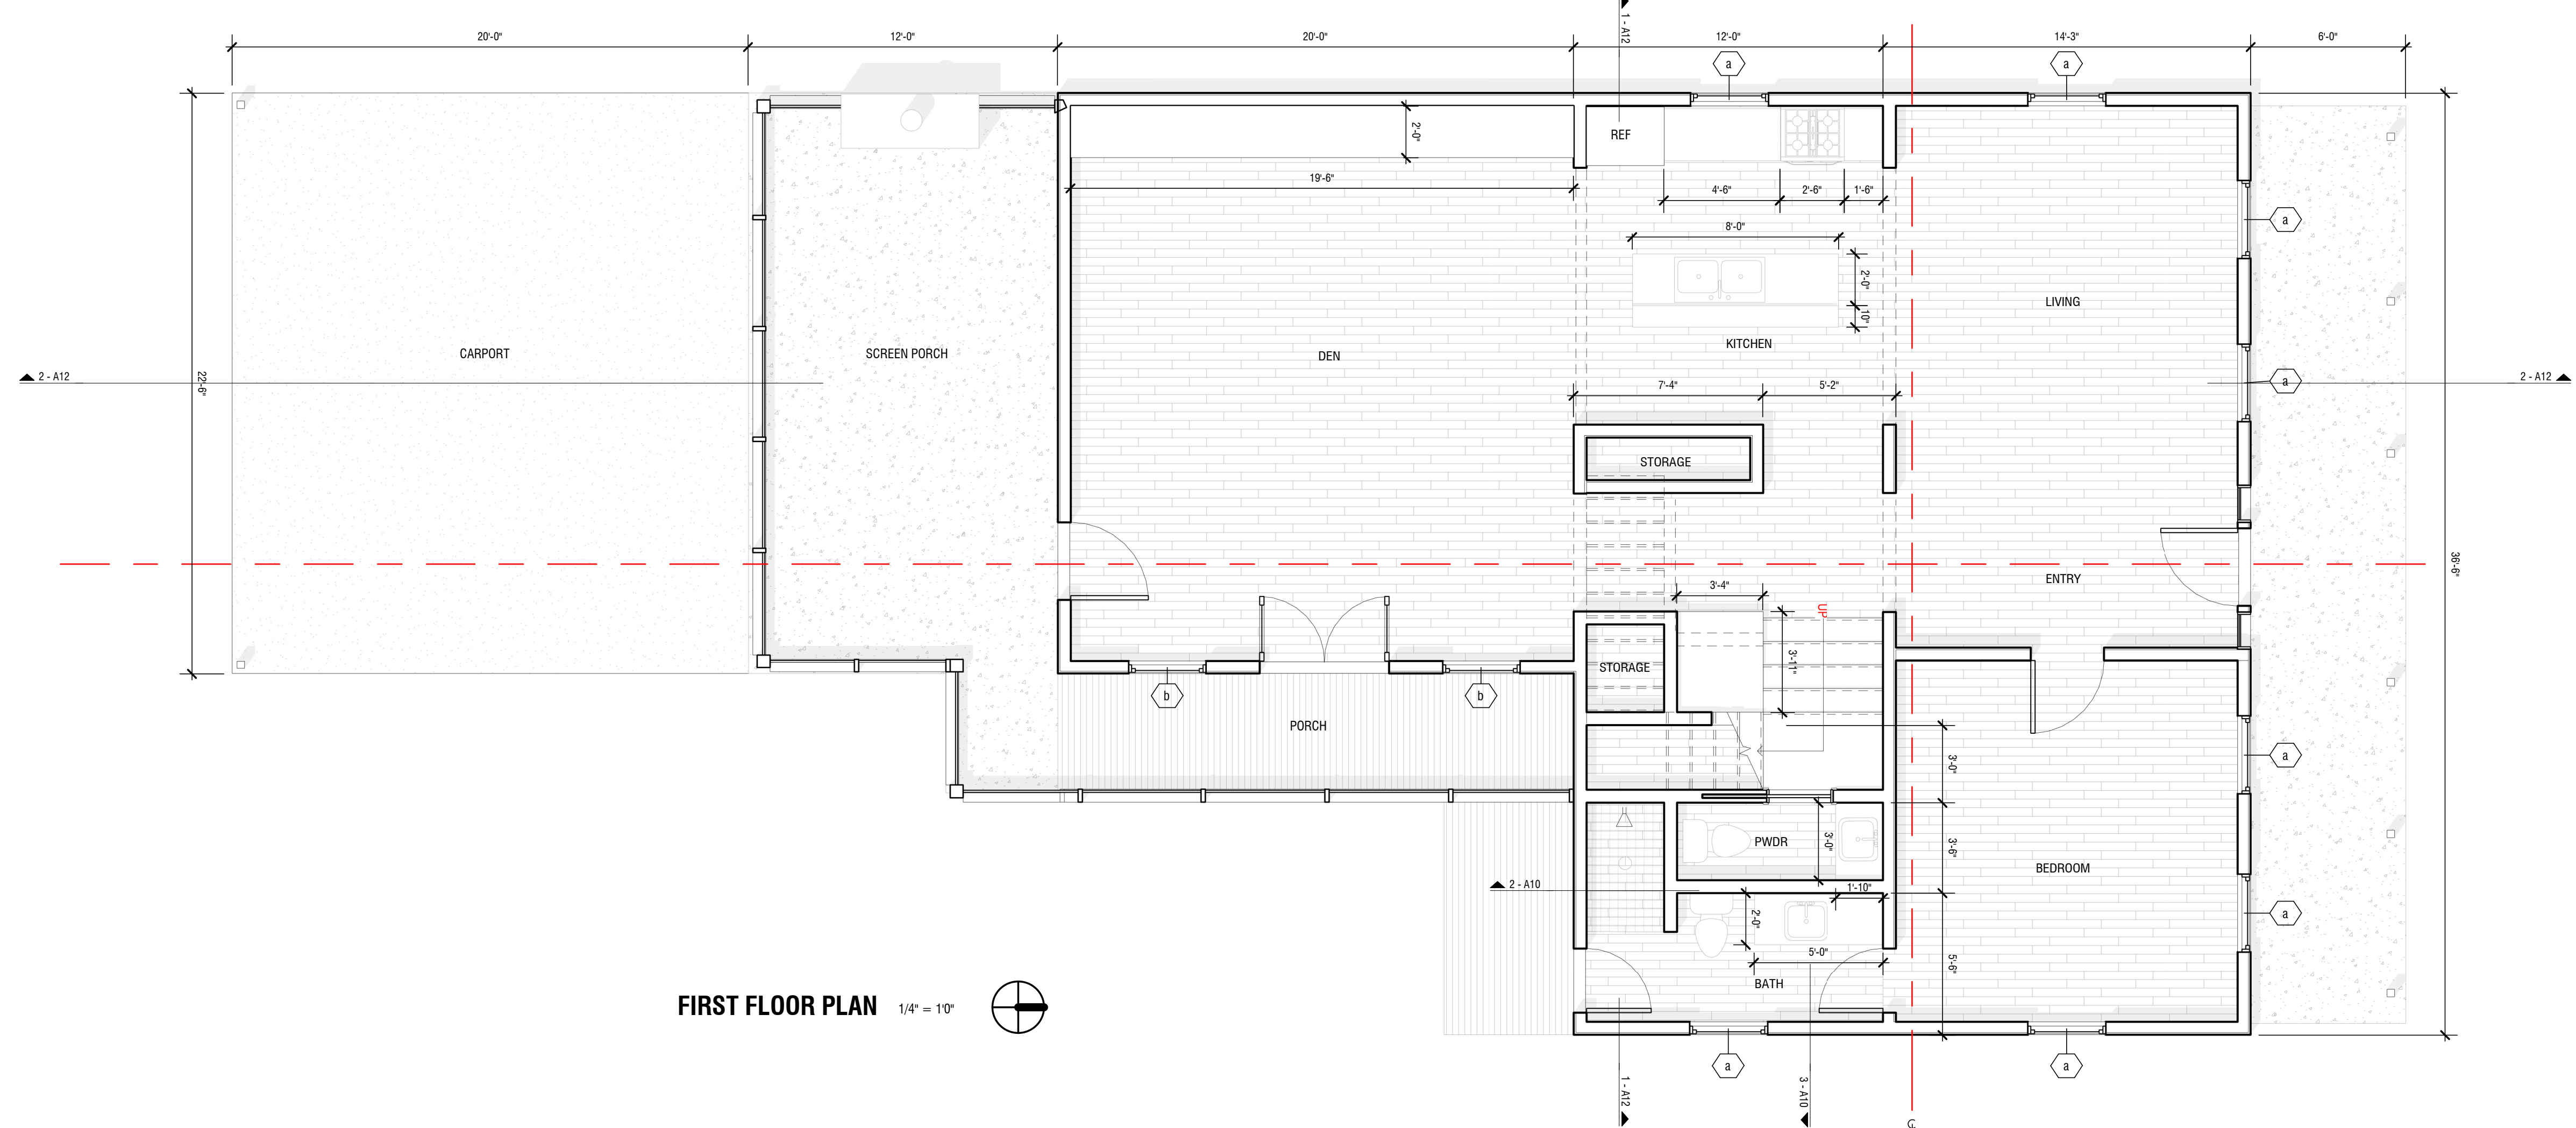 1 - A12
20'-0"
12'-0"
20'-0"
12'-0"
14'-3"
6'-0"
a
a
REF
2'-0"
19'-6"
4'-6"
2'-6"
1'-6"
8'-0"
a
2'-0"
10"
LIVING
KITCHEN
CARPORT
SCREEN PORCH
DEN
2 - A12
22'-6"
7'-4"
5'-2"
a
2 - A12
STORAGE
36'-6"
3'-4"
ENTRY
UP
STORAGE
3'-11"
b
b
PORCH
a
3'-0"
PWDR
3'-0"
3'-6"
BEDROOM
2 - A10
1'-10"
2'-0"
a
5'-0"
5'-6"
BATH
FIRST FLOOR PLAN 1/4" = 1'0"
a
a
1 - A12
3 - A10